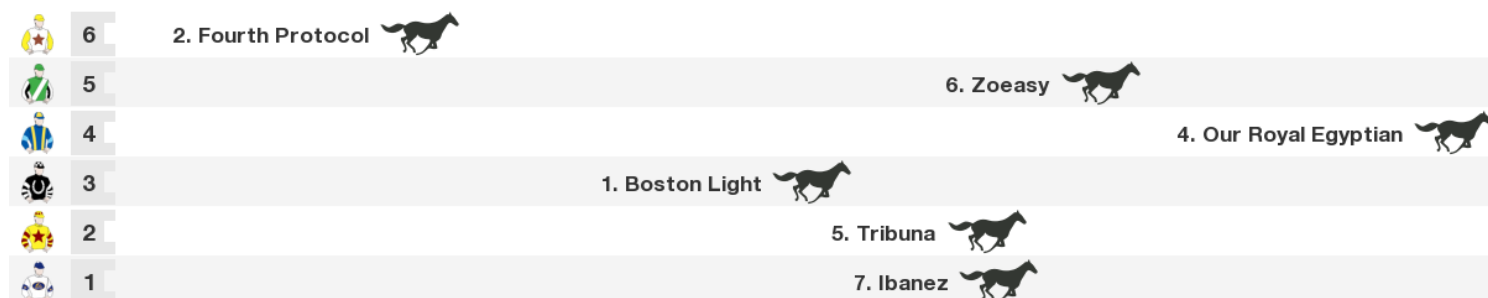 6 2. Fourth Protocol
5 6. Zoeasy
4 4. Our Royal Egyptian
3 1. Boston Light
2 5. Tribuna
1 7. Ibanez